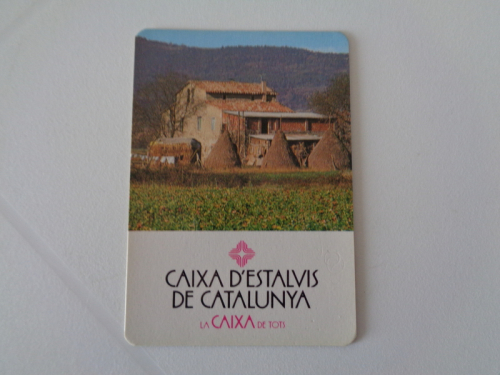 CAIXA D'ESTALVIS
DE CATALUNYA
LA CAIXA DE TOTS